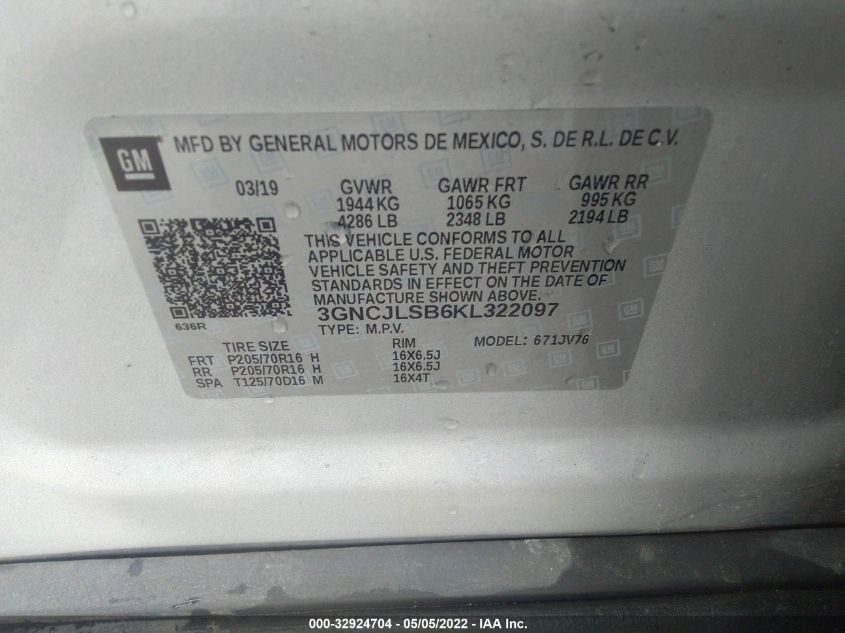 GM
MFD BY GENERAL MOTORS DE MEXICO, S. DE R.L. DE C.V.
03/19 GVWR GAWR FRT GAWR RR
1944 KG 1065 KG 995 KG
4286 LB 2348 LB 2194 LB
THIS VEHICLE CONFORMS TO ALL
APPLICABLE U.S. FEDERAL MOTOR
VEHICLE SAFETY AND THEFT PREVENTION
STANDARDS IN EFFECT ON THE DATE OF
MANUFACTURE SHOWN ABOVE.
3GNCJLSB6KL322097
636R
TYPE: M.P.V.
TIRE SIZE RIM MODEL: 671JV76
FRT P205/70R16 H 16X6.5J
RR P205/70R16 H 16X6.5J
SPA T125/70D16 M 16X4T
000-32924704 - 05/05/2022 - IAA Inc.